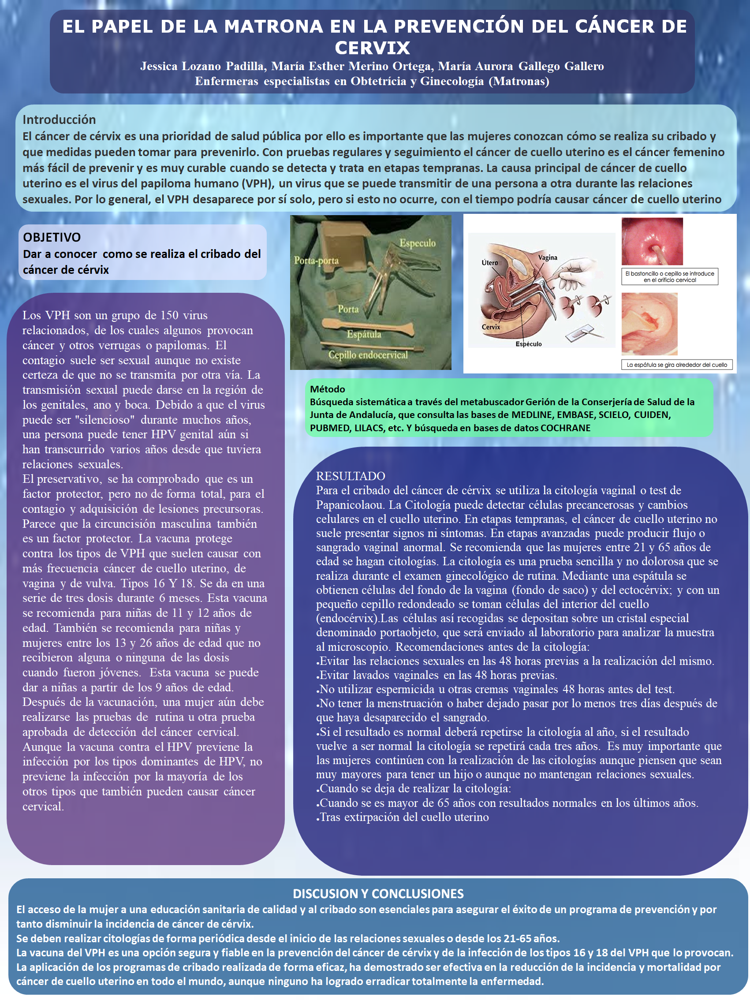 EL PAPEL DE LA MATRONA EN LA PREVENCIÓN DEL CÁNCER DE
CERVIX
Jessica Lozano Padilla, María Esther Merino Ortega, María Aurora Gallego Gallero
Enfermeras especialistas en Obtetrícia y Ginecología (Matronas)
Introducción
El cáncer de cérvix es una prioridad de salud pública por ello es importante que las mujeres conozcan cómo se realiza su cribado y
que medidas pueden tomar para prevenirlo. Con pruebas regulares y seguimiento el cáncer de cuello uterino es el cáncer femenino
más fácil de prevenir y es muy curable cuando se detecta y trata en etapas tempranas. La causa principal de cáncer de cuello
uterino es el virus del papiloma humano (VPH), un virus que se puede transmitir de una persona a otra durante las relaciones
sexuales. Por lo general, el VPH desaparece por sí solo, pero si esto no ocurre, con el tiempo podría causar cáncer de cuello uterino
OBJETIVO
Dar a conocer como se realiza el cribado del
cáncer de cérvix
Especulo
Porta-porta
Porta
Espátula
Cepillo endocervical
Útero
Vagina
Cervix
Espéculo
El bastoncillo o cepillo se introduce
en el orificio cervical
La espátula se gira alrededor del cuello
Los VPH son un grupo de 150 virus
relacionados, de los cuales algunos provocan
cáncer y otros verrugas o papilomas. El
contagio suele ser sexual aunque no existe
certeza de que no se transmita por otra vía. La
transmisión sexual puede darse en la región de
los genitales, ano y boca. Debido a que el virus
puede ser "silencioso" durante muchos años,
una persona puede tener HPV genital aún si
han transcurrido varios años desde que tuviera
relaciones sexuales.
El preservativo, se ha comprobado que es un
factor protector, pero no de forma total, para el
contagio y adquisición de lesiones precursoras.
Parece que la circuncisión masculina también
es un factor protector. La vacuna protege
contra los tipos de VPH que suelen causar con
más frecuencia cáncer de cuello uterino, de
vagina y de vulva. Tipos 16 Y 18. Se da en una
serie de tres dosis durante 6 meses. Esta vacuna
se recomienda para niñas de 11 y 12 años de
edad. También se recomienda para niñas y
mujeres entre los 13 y 26 años de edad que no
recibieron alguna o ninguna de las dosis
cuando fueron jóvenes. Esta vacuna se puede
dar a niñas a partir de los 9 años de edad.
Después de la vacunación, una mujer aún debe
realizarse las pruebas de rutina u otra prueba
aprobada de detección del cáncer cervical.
Aunque la vacuna contra el HPV previene la
infección por los tipos dominantes de HPV, no
previene la infección por la mayoría de los
otros tipos que también pueden causar cáncer
cervical.
Método
Búsqueda sistemática a través del metabuscador Gerión de la Conserjería de Salud de la
Junta de Andalucía, que consulta las bases de MEDLINE, EMBASE, SCIELO, CUIDEN,
PUBMED, LILACS, etc. Y búsqueda en bases de datos COCHRANE
RESULTADO
Para el cribado del cáncer de cérvix se utiliza la citología vaginal o test de
Papanicolaou. La Citología puede detectar células precancerosas y cambios
celulares en el cuello uterino. En etapas tempranas, el cáncer de cuello uterino no
suele presentar signos ni síntomas. En etapas avanzadas puede producir flujo o
sangrado vaginal anormal. Se recomienda que las mujeres entre 21 y 65 años de
edad se hagan citologías. La citología es una prueba sencilla y no dolorosa que se
realiza durante el examen ginecológico de rutina. Mediante una espátula se
obtienen células del fondo de la vagina (fondo de saco) y del ectocérvix; y con un
pequeño cepillo redondeado se toman células del interior del cuello
(endocérvix).Las células así recogidas se depositan sobre un cristal especial
denominado portaobjeto, que será enviado al laboratorio para analizar la muestra
al microscopio. Recomendaciones antes de la citología:
•Evitar las relaciones sexuales en las 48 horas previas a la realización del mismo.
•Evitar lavados vaginales en las 48 horas previas.
•No utilizar espermicida u otras cremas vaginales 48 horas antes del test.
•No tener la menstruación o haber dejado pasar por lo menos tres días después de
que haya desaparecido el sangrado.
•Si el resultado es normal deberá repetirse la citología al año, si el resultado
vuelve a ser normal la citología se repetirá cada tres años. Es muy importante que
las mujeres continúen con la realización de las citologías aunque piensen que sean
muy mayores para tener un hijo o aunque no mantengan relaciones sexuales.
•Cuando se deja de realizar la citología:
•Cuando se es mayor de 65 años con resultados normales en los últimos años.
•Tras extirpación del cuello uterino
DISCUSION Y CONCLUSIONES
El acceso de la mujer a una educación sanitaria de calidad y al cribado son esenciales para asegurar el éxito de un programa de prevención y por
tanto disminuir la incidencia de cáncer de cérvix.
Se deben realizar citologías de forma periódica desde el inicio de las relaciones sexuales o desde los 21-65 años.
La vacuna del VPH es una opción segura y fiable en la prevención del cáncer de cérvix y de la infección de los tipos 16 y 18 del VPH que lo provocan.
La aplicación de los programas de cribado realizada de forma eficaz, ha demostrado ser efectiva en la reducción de la incidencia y mortalidad por
cáncer de cuello uterino en todo el mundo, aunque ninguno ha logrado erradicar totalmente la enfermedad.